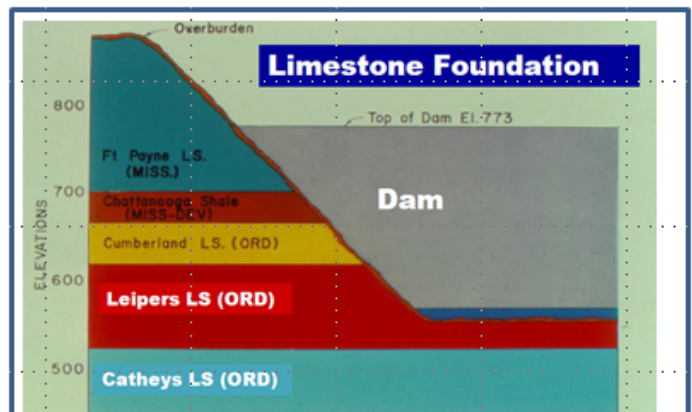 Overburden
Limestone Foundation
800
Top of Dam El. 773
Ft Payne LS.
(MISS.)
700
Chattanooga Shale
(MISS-DEV)
Dam
ELEVATIONS
Cumberland LS. (ORD)
600
Leipers LS (ORD)
500
Catheys LS (ORD)